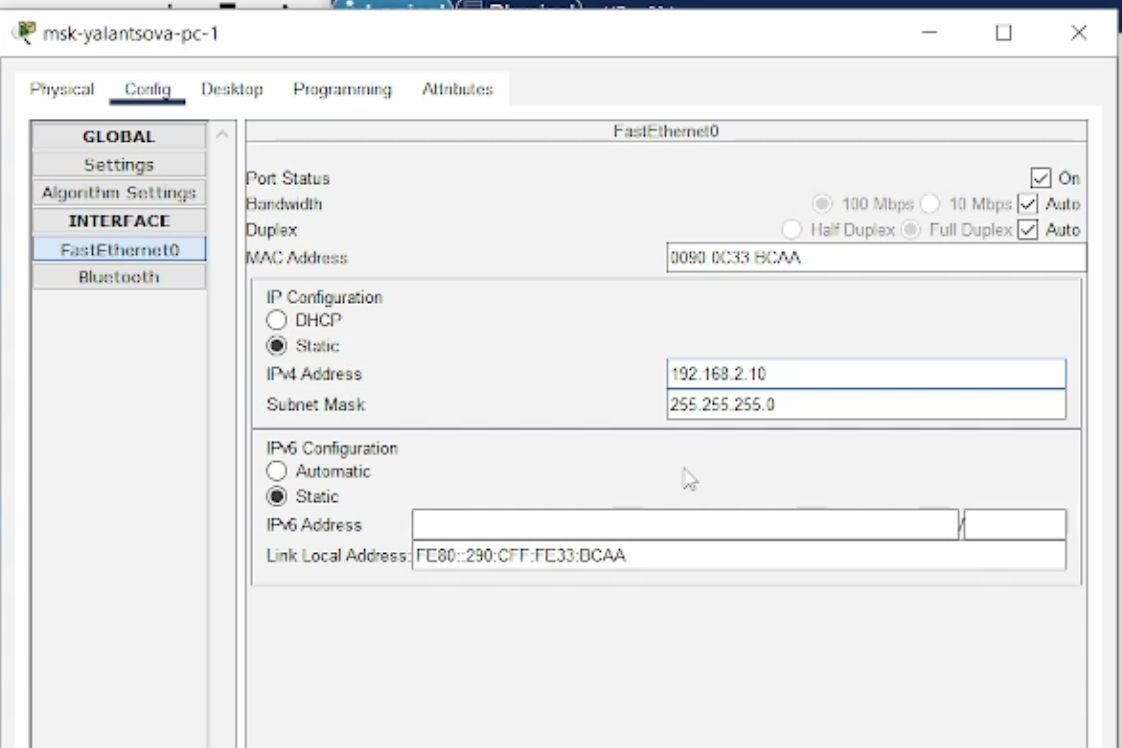 msk-yalantsova-pc-1
Physical Config Desktop Programming Attributes
GLOBAL
Settings
Algorithm Settings
INTERFACE
FastEthernet0
Bluetooth
FastEthernet0
Port Status On
Bandwidth 100 Mbps 10 Mbps Auto
Duplex Half Duplex Full Duplex Auto
MAC Address 0090.0C33.BCAA
IP Configuration
DHCP
Static
IPv4 Address 192.168.2.10
Subnet Mask 255.255.255.0
IPv6 Configuration
Automatic
Static
IPv6 Address /
Link Local Address: FE80::290:CFF:FE33:BCAA